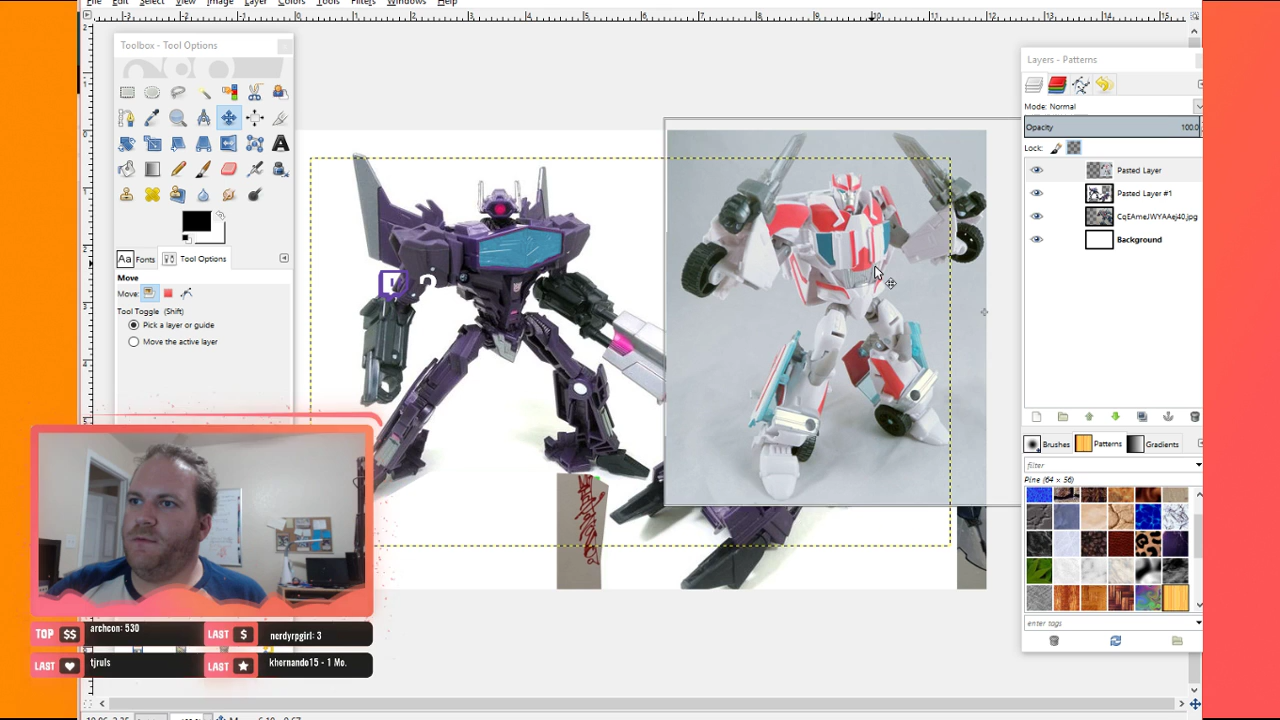 File Edit Select View Image Layer Colors Tools Filters Windows Help
Toolbox - Tool Options
Layers - Patterns
Mode: Normal
Opacity 100.0
Lock:
Pasted Layer
Pasted Layer #1
CqEAmeJWYAAej40.jpg
Background
Aa Fonts Tool Options
Move
Move:
Tool Toggle (Shift)
Pick a layer or guide
Move the active layer
Brushes Patterns Gradients
filter
Pine (64 × 56)
enter tags
TOP $$ archcon: 530
LAST $ nerdyrpgirl: 3
LAST tjruls
LAST khernando15 - 1 Mo.